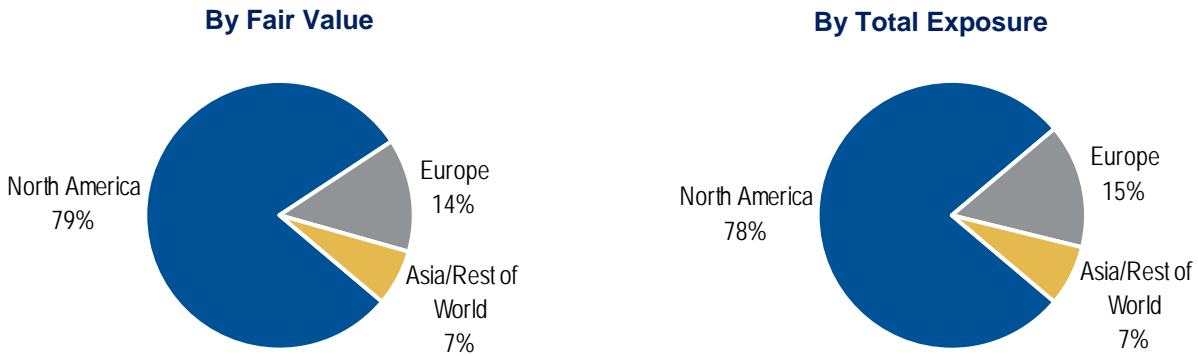 By Fair Value
North America
79%
Europe
14%
Asia/Rest of
World
7%
By Total Exposure
North America
78%
Europe
15%
Asia/Rest of
World
7%